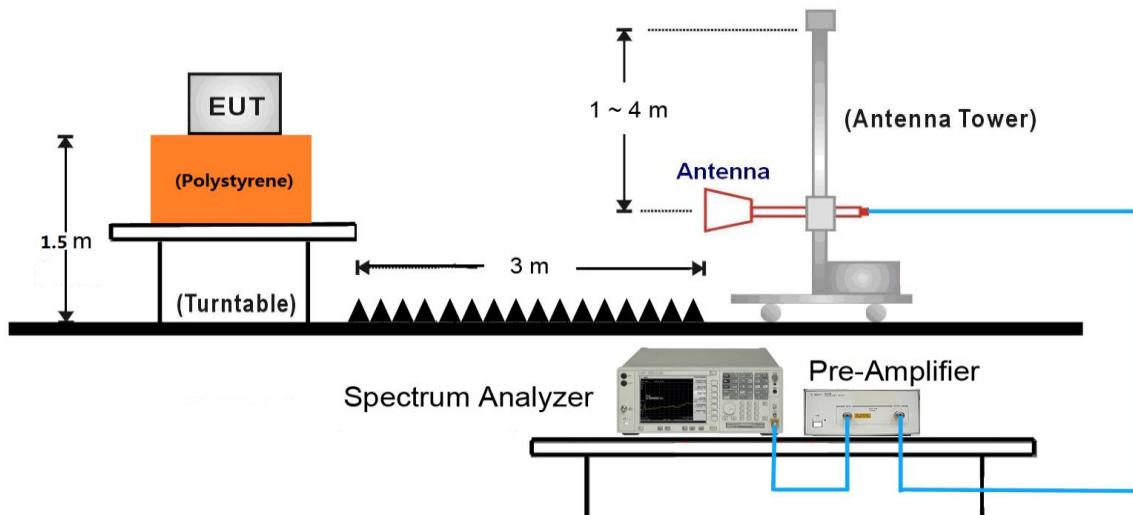 EUT
1 ~ 4 m
(Antenna Tower)
Antenna
(Polystyrene)
1.5 m
3 m
(Turntable)
Spectrum Analyzer
Pre-Amplifier